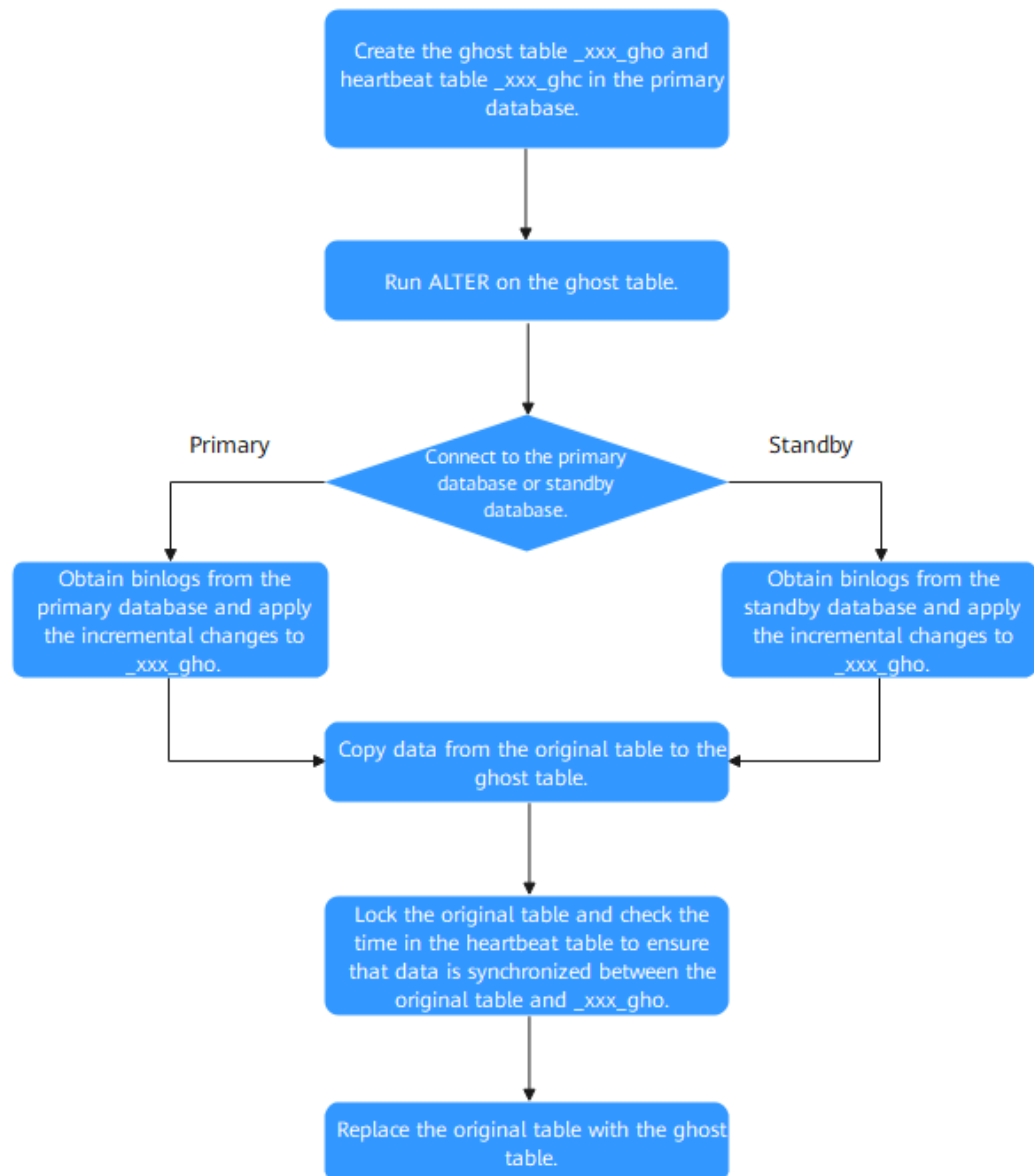 Create the ghost table _xxx_gho and
heartbeat table _xxx_ghc in the primary
database.
Run ALTER on the ghost table.
Primary
Standby
Connect to the primary
database or standby
database.
Obtain binlogs from the
primary database and apply
the incremental changes to
_xxx_gho.
Obtain binlogs from the
standby database and apply
the incremental changes to
_xxx_gho.
Copy data from the original table to the
ghost table.
Lock the original table and check the
time in the heartbeat table to ensure
that data is synchronized between the
original table and _xxx_gho.
Replace the original table with the ghost
table.